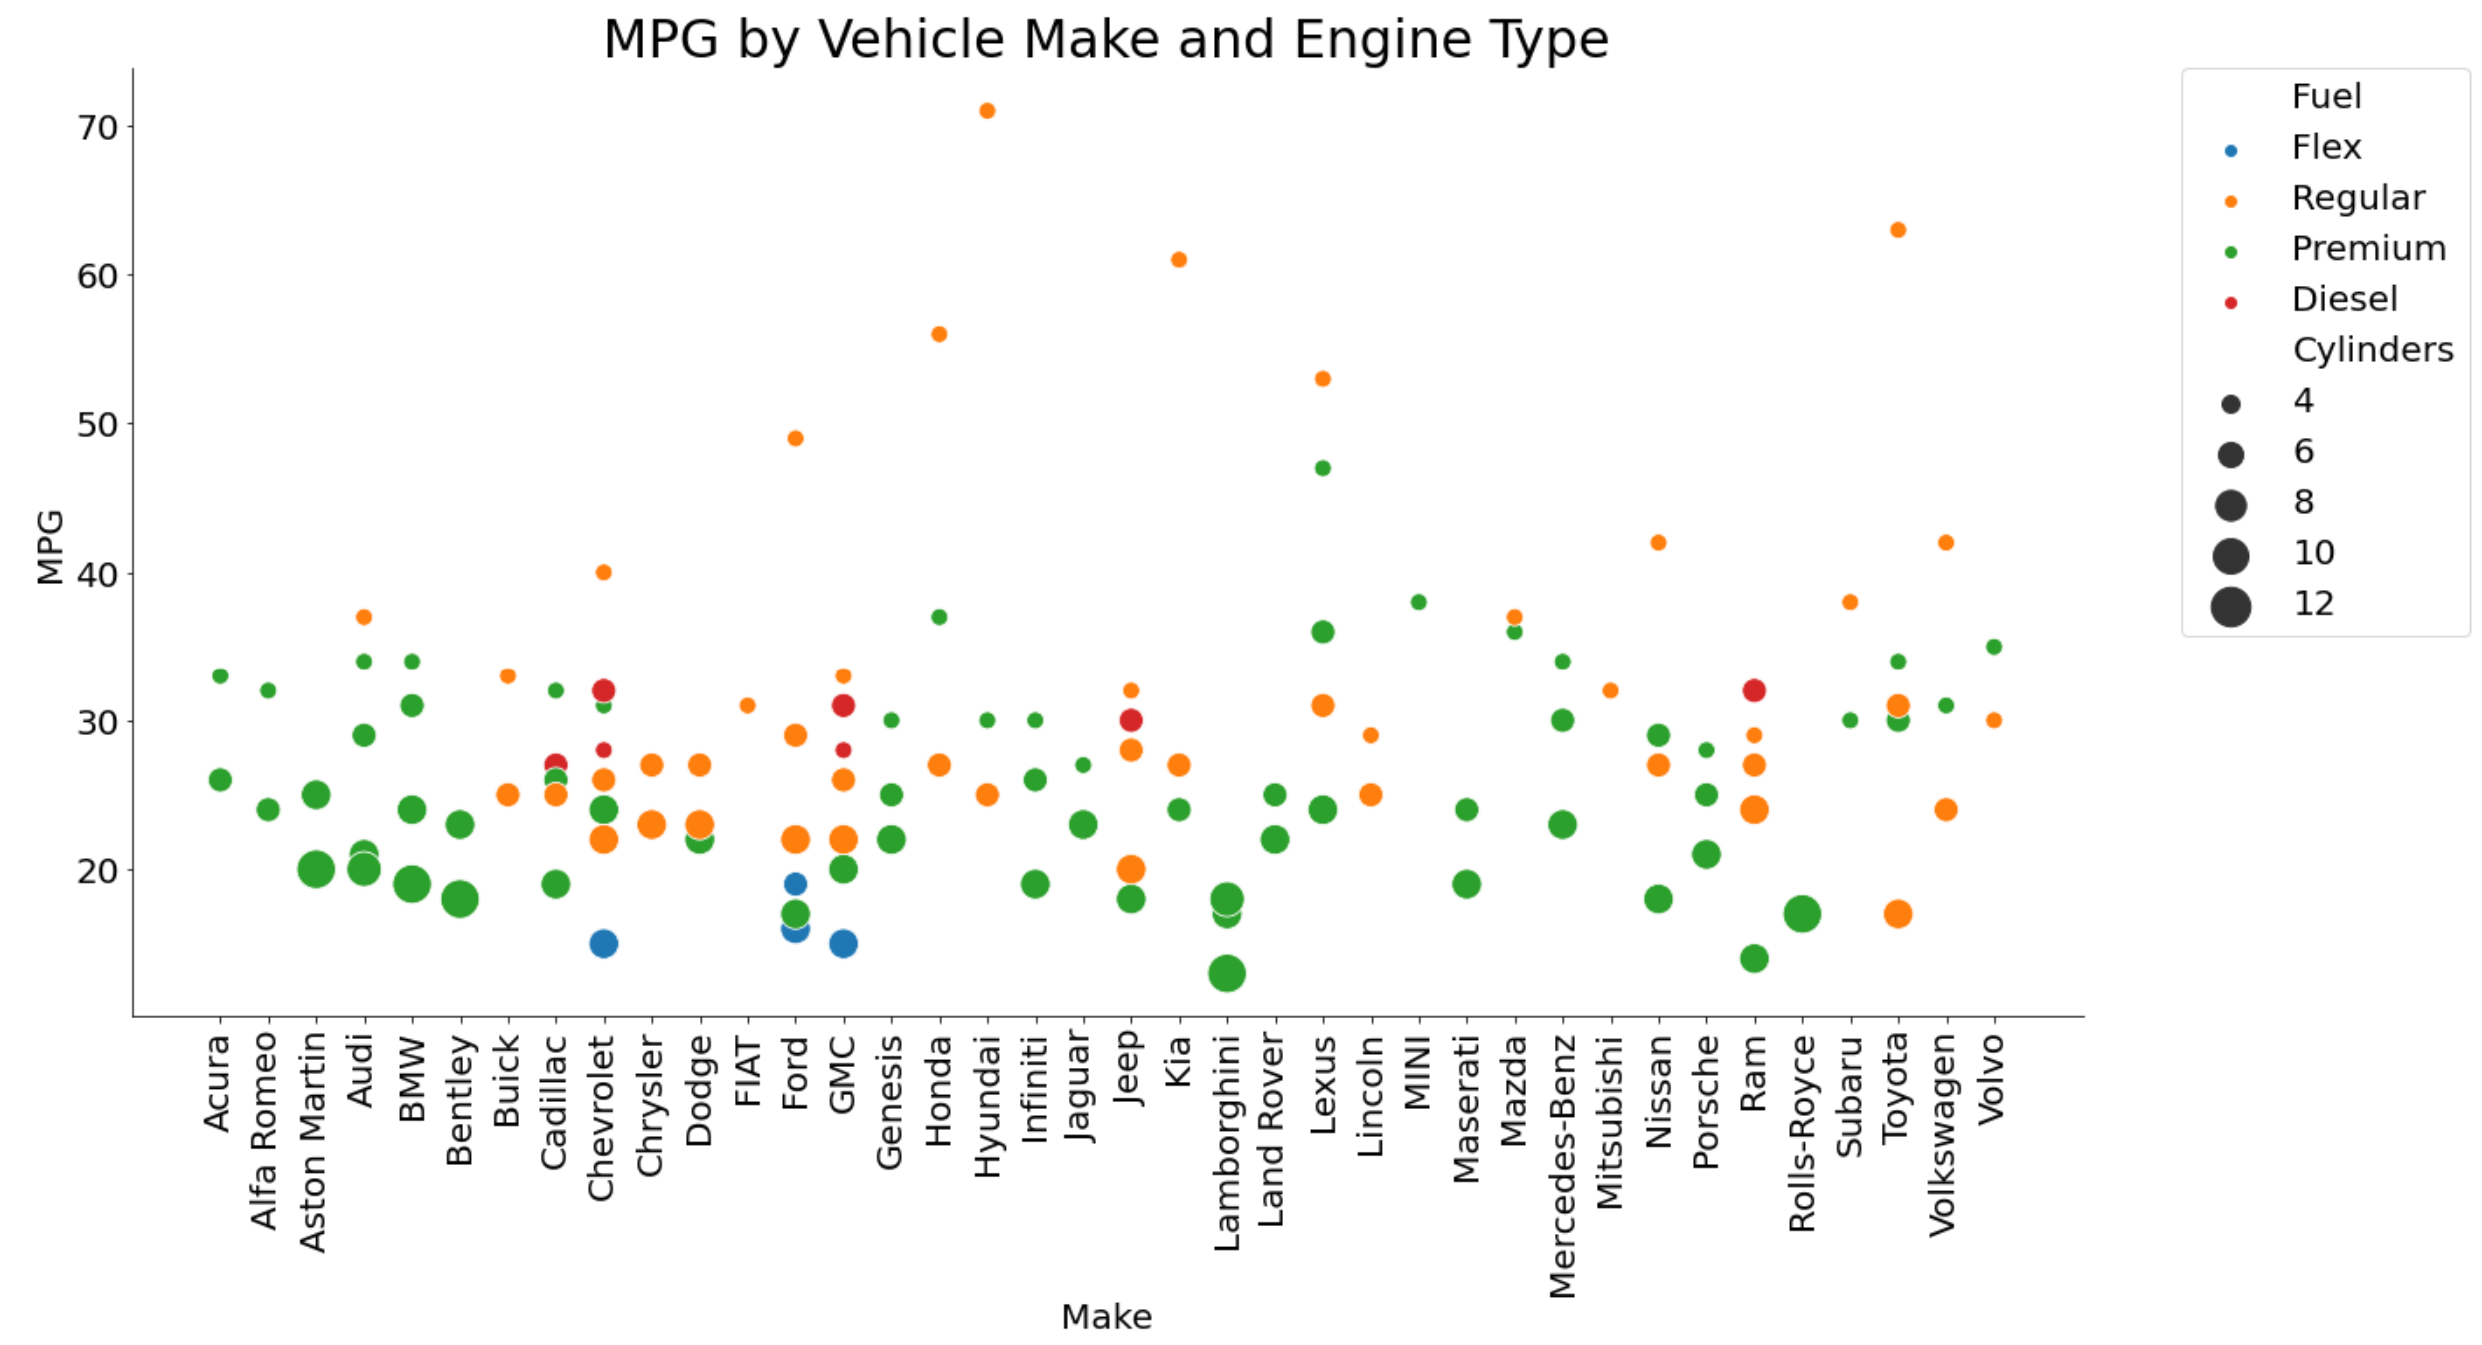 MPG by Vehicle Make and Engine Type
MPG
70
60
50
40
30
20
Acura
Alfa Romeo
Aston Martin
Audi
BMW
Bentley
Buick
Cadillac
Chevrolet
Chrysler
Dodge
FIAT
Ford
GMC
Genesis
Honda
Hyundai
Infiniti
Jaguar
Jeep
Kia
Lamborghini
Land Rover
Lexus
Lincoln
MINI
Maserati
Mazda
Mercedes-Benz
Mitsubishi
Nissan
Porsche
Ram
Rolls-Royce
Subaru
Toyota
Volkswagen
Volvo
Make
Fuel
Flex
Regular
Premium
Diesel
Cylinders
4
6
8
10
12